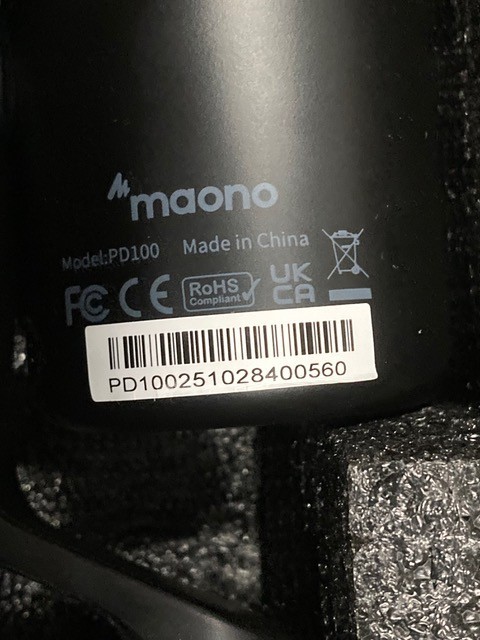 maono
Model:PD100 Made in China
FC CE RoHS Compliant UK CA
PD100251028400560